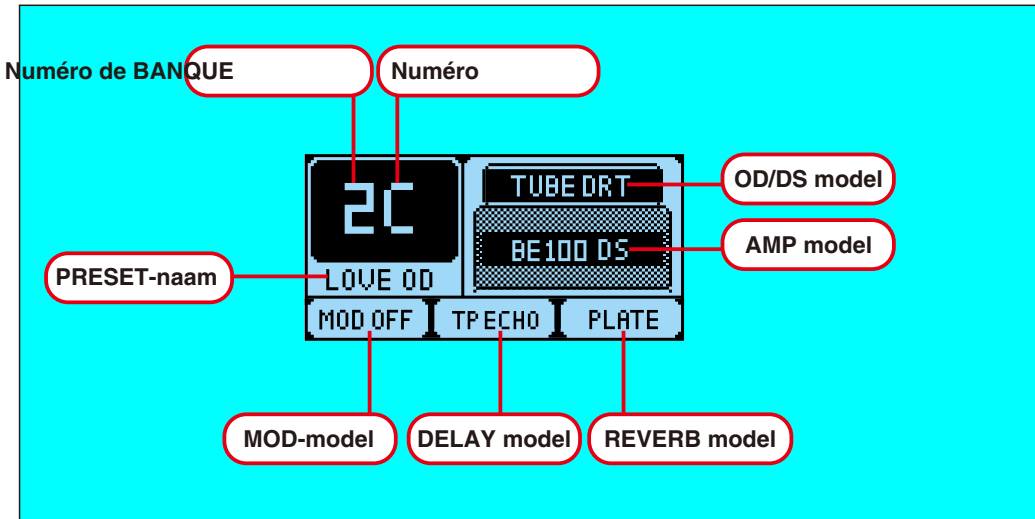 Numéro de BANQUE
Numéro
2C
TUBE DRT
OD/DS model
BE100 DS
AMP model
PRESET-naam
LOVE OD
MOD OFF
TP ECHO
PLATE
MOD-model
DELAY model
REVERB model